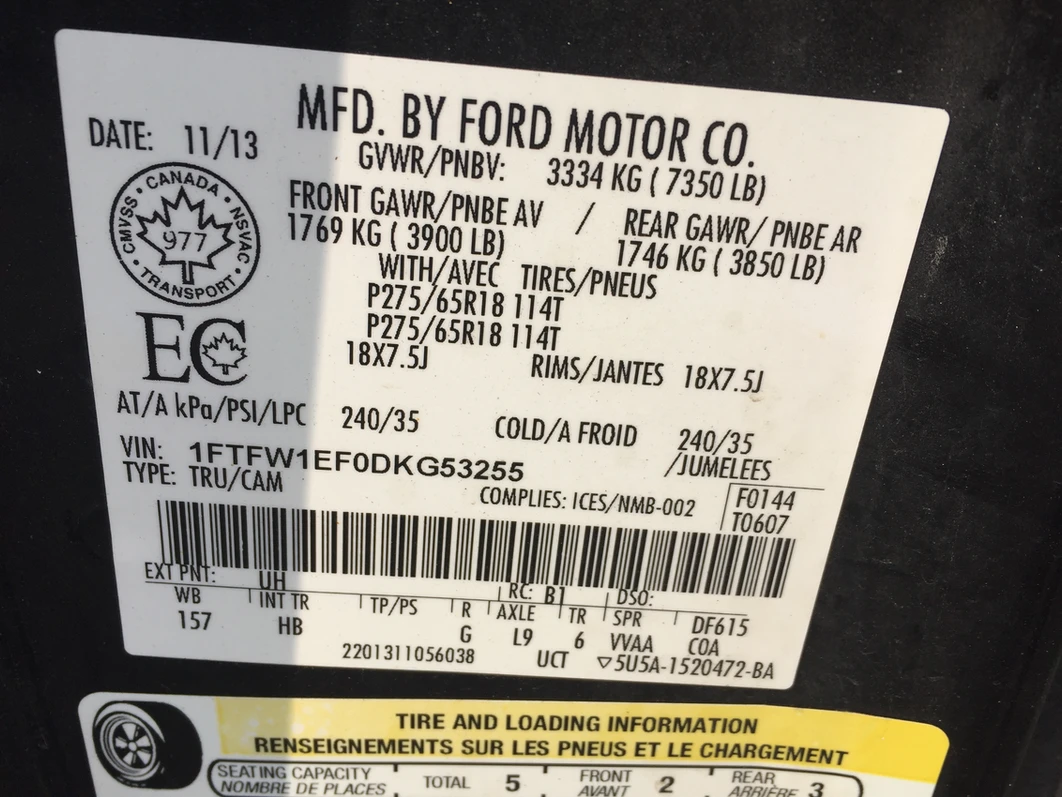 MFD. BY FORD MOTOR CO.
DATE: 11/13
GVWR/PNBV: 3334 KG ( 7350 LB)
FRONT GAWR/PNBE AV / REAR GAWR/ PNBE AR
1769 KG ( 3900 LB) 1746 KG ( 3850 LB)
CANADA
CMVSS 977 NSVAC
TRANSPORT
WITH/AVEC TIRES/PNEUS
P275/65R18 114T
P275/65R18 114T
EC
18X7.5J RIMS/JANTES 18X7.5J
AT/A kPa/PSI/LPC 240/35 COLD/A FROID 240/35
VIN: 1FTFW1EF0DKG53255 /JUMELEES
TYPE: TRU/CAM
COMPLIES: ICES/NMB-002 F0144
T0607
EXT PNT: UH RC: B1 DSO:
WB INT TR TP/PS R AXLE TR SPR DF615
157 HB G L9 6 VVAA C0A
2201311056038 UCT ▽5U5A-1520472-BA
TIRE AND LOADING INFORMATION
RENSEIGNEMENTS SUR LES PNEUS ET LE CHARGEMENT
SEATING CAPACITY TOTAL 5 FRONT 2 REAR 3
NOMBRE DE PLACES AVANT ARRIÈRE